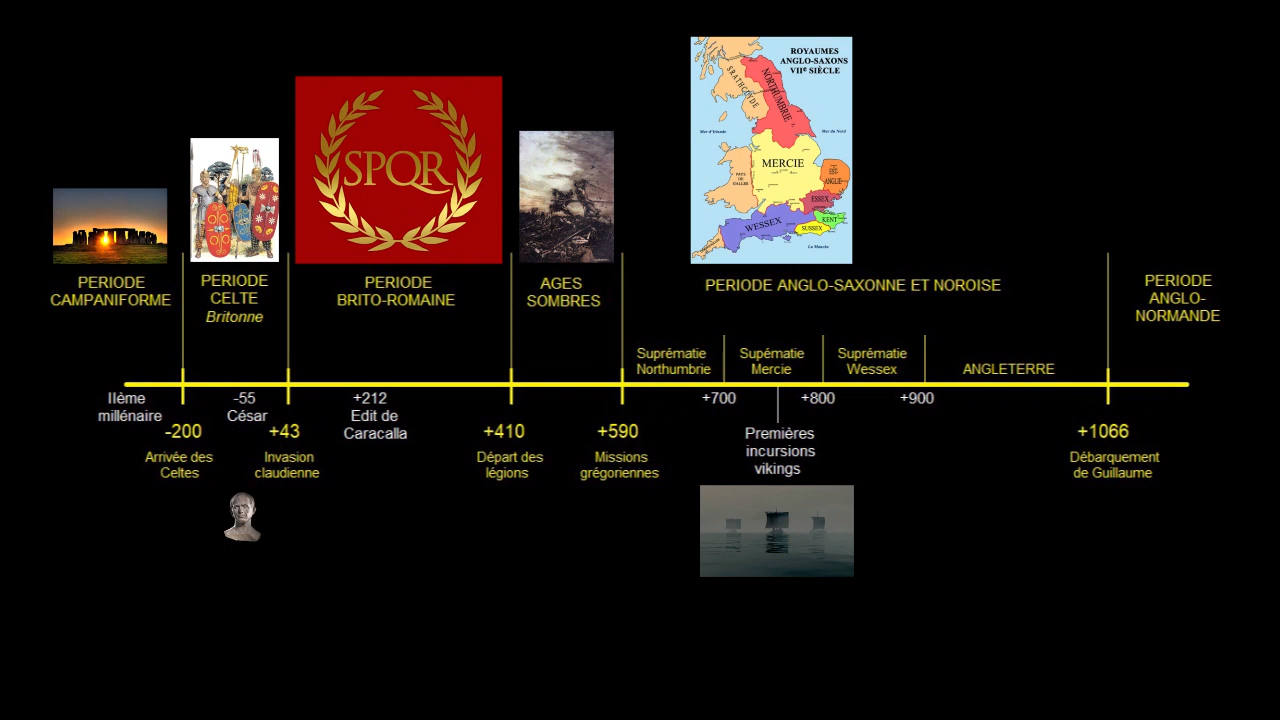 ROYAUMES
ANGLO-SAXONS
VIIe SIÈCLE
NORTHUMBRIE
Mer d'Irlande
Mer du Nord
MERCIE
PAYS
DE
GALLES
EST-
ANGLIE
ESSEX
WESSEX
KENT
SUSSEX
La Manche
SPQR
PERIODE
CAMPANIFORME
PERIODE
CELTE
Britonne
PERIODE
BRITO-ROMAINE
AGES
SOMBRES
PERIODE ANGLO-SAXONNE ET NOROISE
PERIODE
ANGLO-
NORMANDE
Suprématie
Northumbrie
Supématie
Mercie
Suprématie
Wessex
ANGLETERRE
IIème
millénaire
-200
Arrivée des
Celtes
-55
César
+43
Invasion
claudienne
+212
Edit de
Caracalla
+410
Départ des
légions
+590
Missions
grégoriennes
+700
Premières
incursions
vikings
+800
+900
+1066
Débarquement
de Guillaume